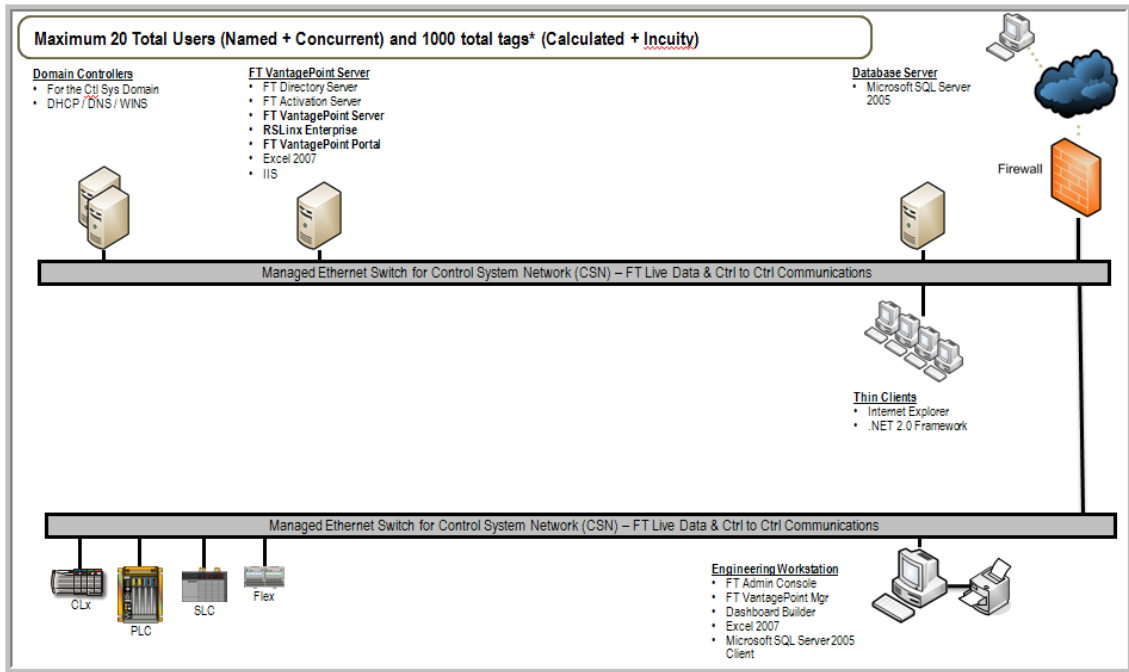 Maximum 20 Total Users (Named + Concurrent) and 1000 total tags* (Calculated + Incuity)
Domain Controllers
• For the Ctl Sys Domain
• DHCP / DNS / WINS
FT VantagePoint Server
• FT Directory Server
• FT Activation Server
• FT VantagePoint Server
• RSLinx Enterprise
• FT VantagePoint Portal
• Excel 2007
• IIS
Database Server
• Microsoft SQL Server
2005
Firewall
Managed Ethernet Switch for Control System Network (CSN) – FT Live Data & Ctrl to Ctrl Communications
Thin Clients
• Internet Explorer
• .NET 2.0 Framework
Managed Ethernet Switch for Control System Network (CSN) – FT Live Data & Ctrl to Ctrl Communications
CLx
PLC
SLC
Flex
Engineering Workstation
• FT Admin Console
• FT VantagePoint Mgr
• Dashboard Builder
• Excel 2007
• Microsoft SQL Server 2005
Client